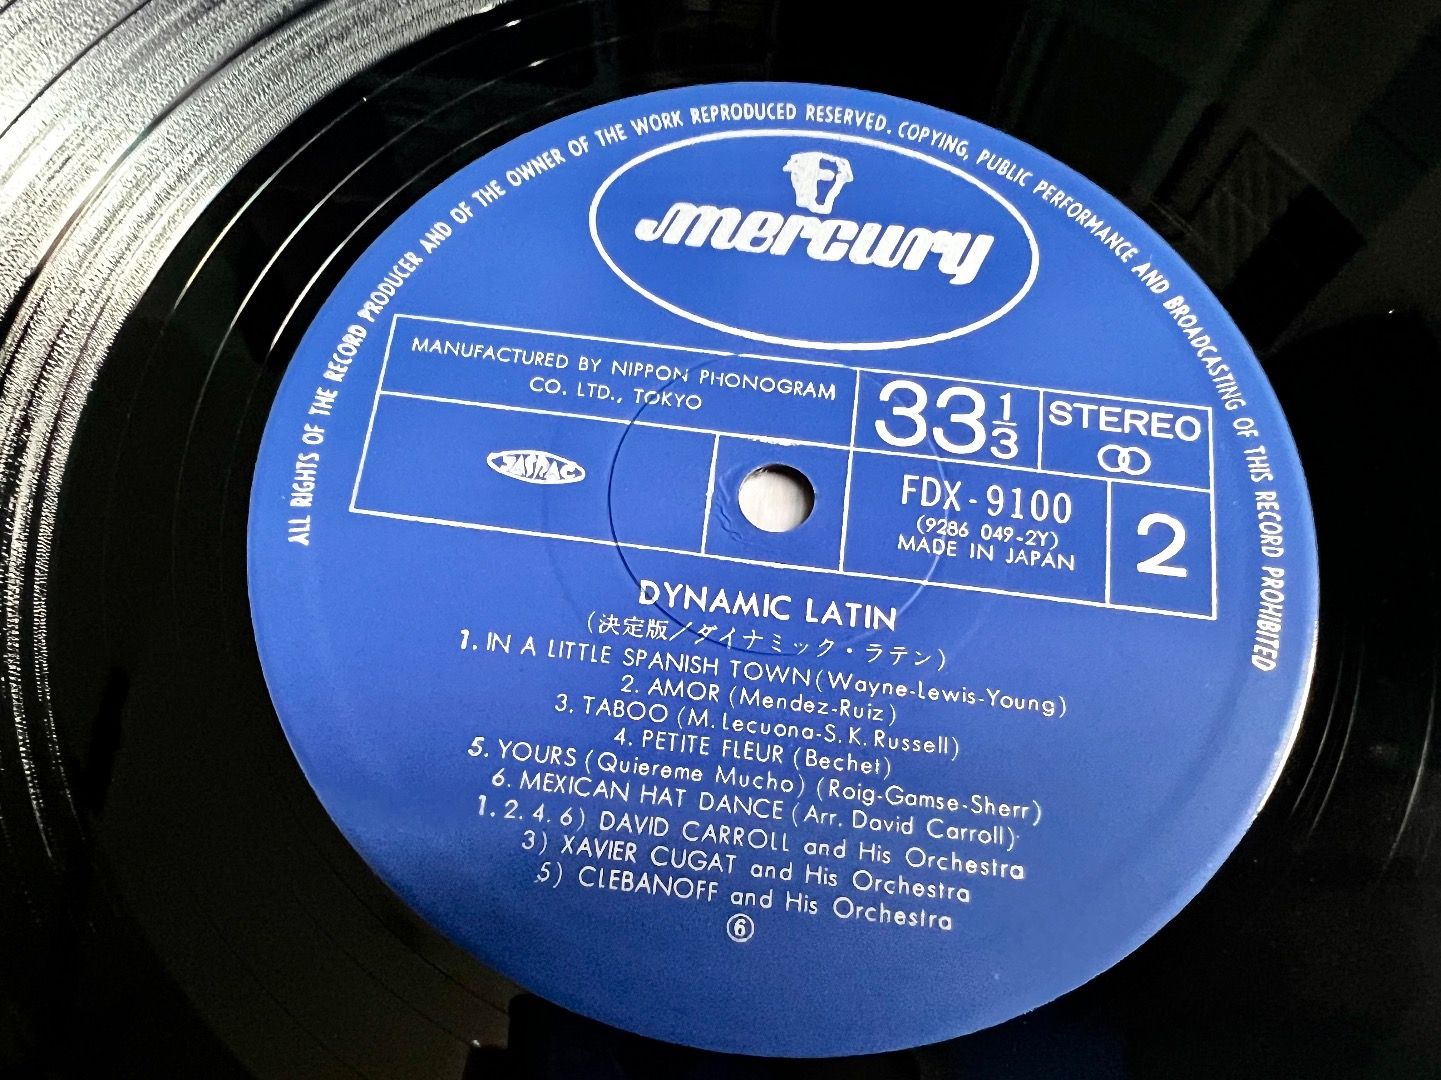 ALL RIGHTS OF THE RECORD PRODUCER AND OF THE OWNER OF THE WORK REPRODUCED RESERVED. COPYING, PUBLIC PERFORMANCE AND BROADCASTING OF THIS RECORD PROHIBITED
mercury
MANUFACTURED BY NIPPON PHONOGRAM
CO. LTD., TOKYO
33 1/3
STEREO
JASRAC
FDX-9100
(9286 049-2Y)
MADE IN JAPAN
2
DYNAMIC LATIN
(決定版/ダイナミック・ラテン)
1. IN A LITTLE SPANISH TOWN (Wayne-Lewis-Young)
2. AMOR (Mendez-Ruiz)
3. TABOO (M. Lecuona-S. K. Russell)
4. PETITE FLEUR (Bechet)
5. YOURS (Quiereme Mucho) (Roig-Gamse-Sherr)
6. MEXICAN HAT DANCE (Arr. David Carroll)
1. 2. 4. 6) DAVID CARROLL and His Orchestra
3) XAVIER CUGAT and His Orchestra
5) CLEBANOFF and His Orchestra
⑥